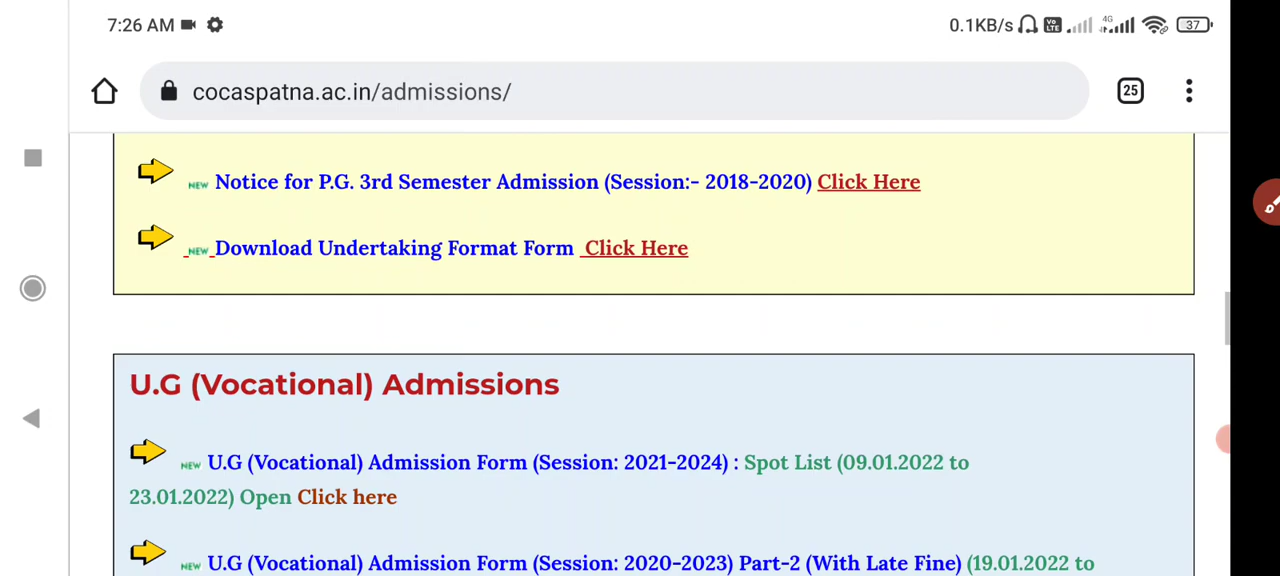 7:26 AM
0.1KB/s Vo LTE 4G 37
cocaspatna.ac.in/admissions/ 25
NEW Notice for P.G. 3rd Semester Admission (Session:- 2018-2020) Click Here
NEW Download Undertaking Format Form Click Here
U.G (Vocational) Admissions
NEW U.G (Vocational) Admission Form (Session: 2021-2024) : Spot List (09.01.2022 to
23.01.2022) Open Click here
NEW U.G (Vocational) Admission Form (Session: 2020-2023) Part-2 (With Late Fine) (19.01.2022 to